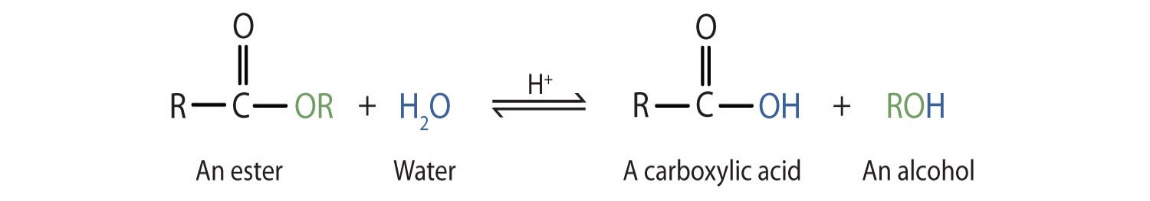 O O
H⁺
R—C—OR + H₂O ⇌ R—C—OH + ROH
An ester Water A carboxylic acid An alcohol